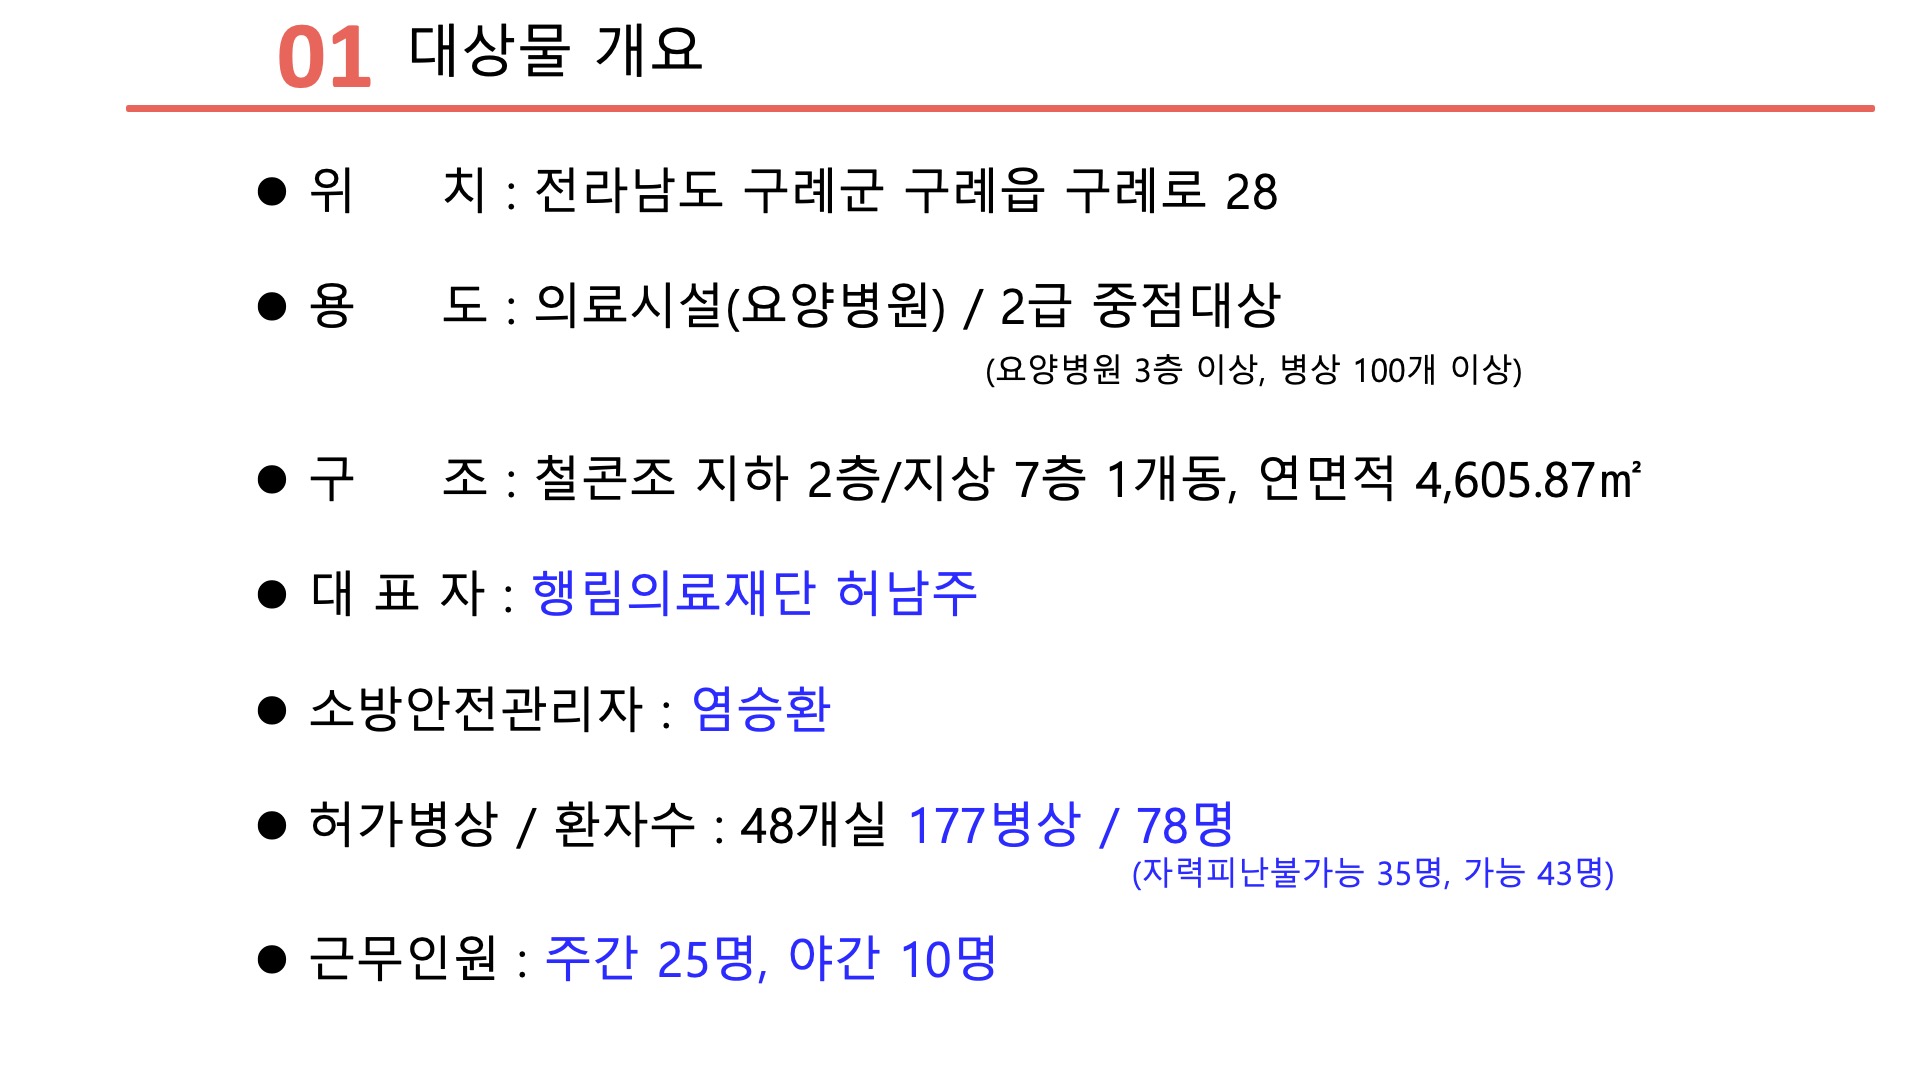 01 대상물 개요
● 위 치 : 전라남도 구례군 구례읍 구례로 28
● 용 도 : 의료시설(요양병원) / 2급 중점대상
(요양병원 3층 이상, 병상 100개 이상)
● 구 조 : 철콘조 지하 2층/지상 7층 1개동, 연면적 4,605.87㎡
● 대 표 자 : 행림의료재단 허남주
● 소방안전관리자 : 염승환
● 허가병상 / 환자수 : 48개실 177병상 / 78명
(자력피난불가능 35명, 가능 43명)
● 근무인원 : 주간 25명, 야간 10명